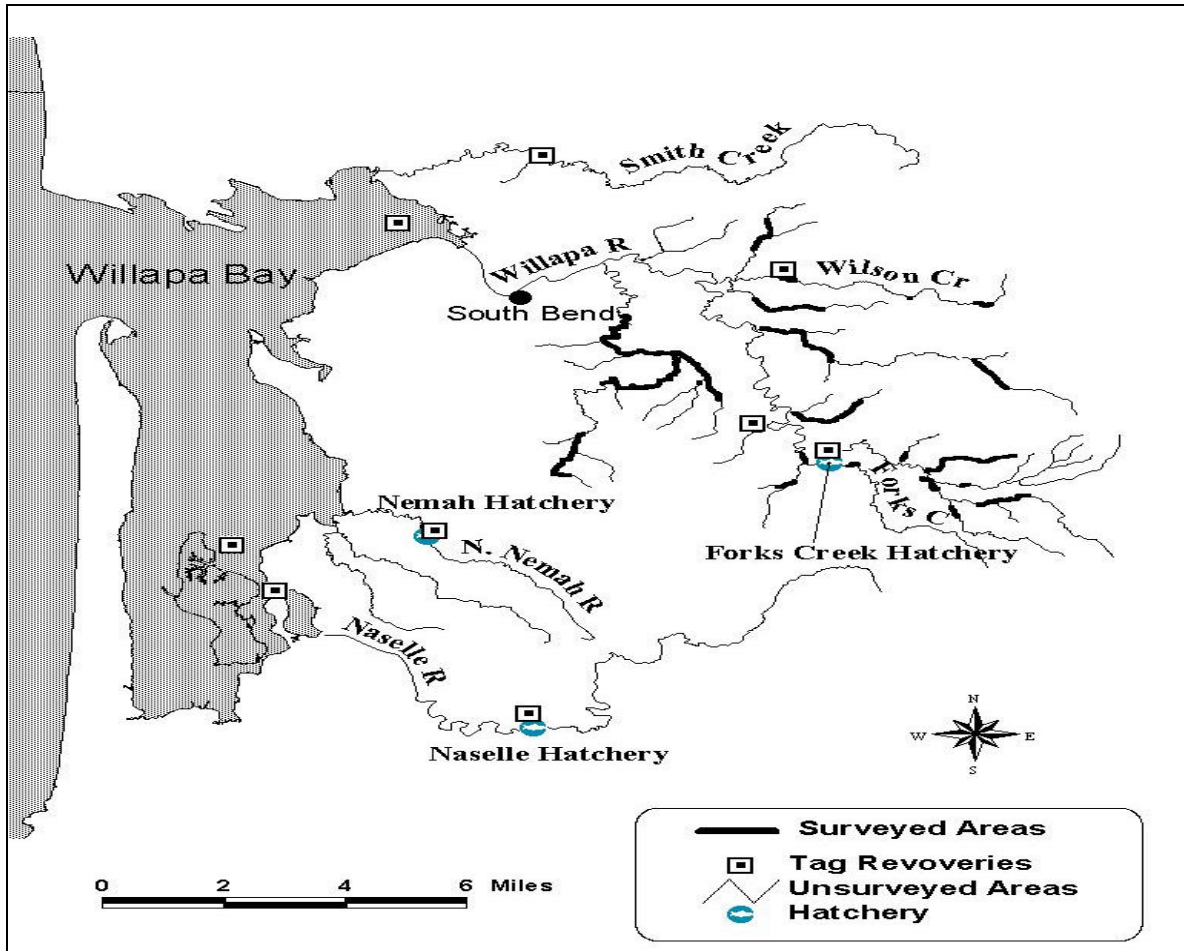 Smith Creek
Willapa Bay
Willapa R
Wilson Cr
South Bend
Nemah Hatchery
Forks C
N. Nemah R
Forks Creek Hatchery
Naselle R
Naselle Hatchery
N
W E
S
Surveyed Areas
Tag Revoveries
Unsurveyed Areas
Hatchery
0 2 4 6 Miles